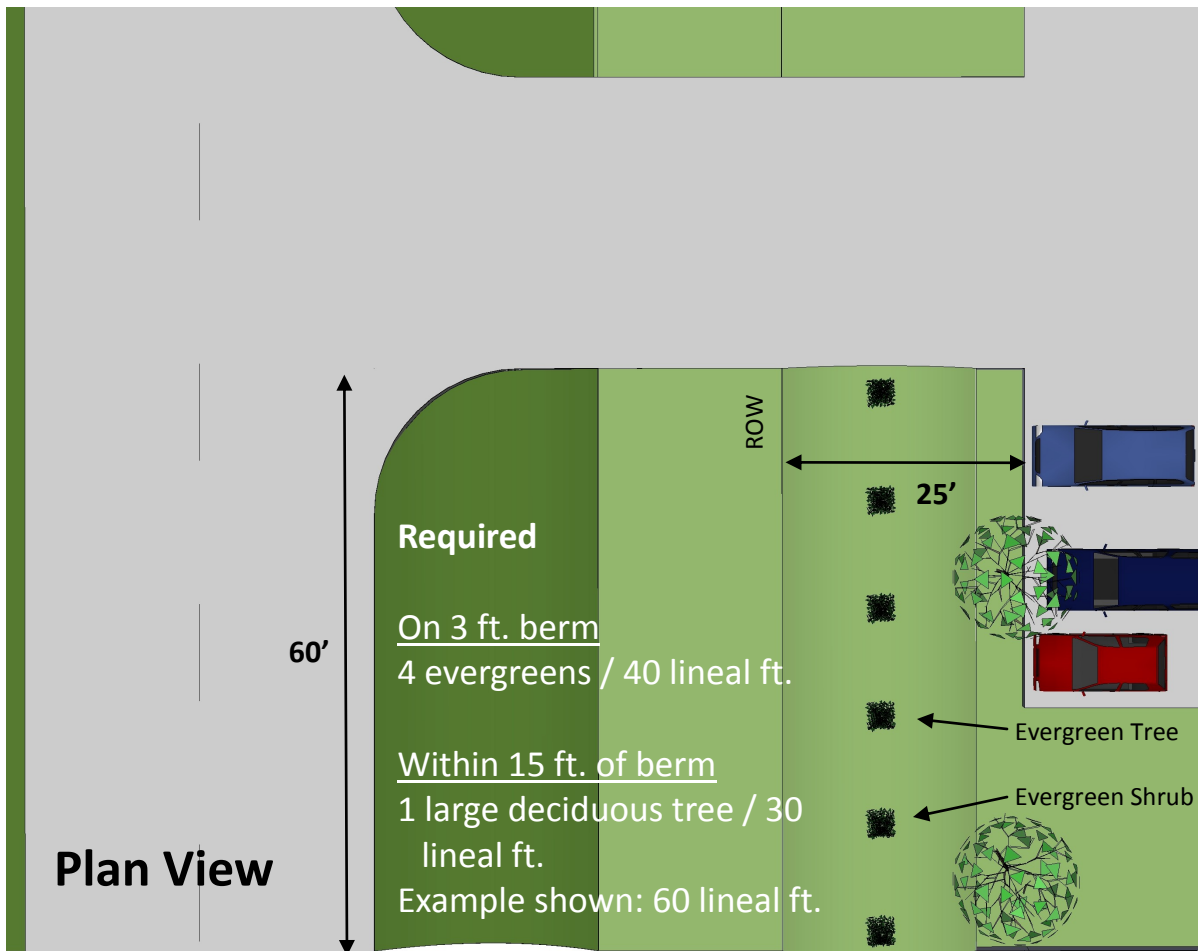 ROW
25’
Required
On 3 ft. berm
4 evergreens / 40 lineal ft.
60’
Within 15 ft. of berm
1 large deciduous tree / 30
lineal ft.
Example shown: 60 lineal ft.
Evergreen Tree
Evergreen Shrub
Plan View